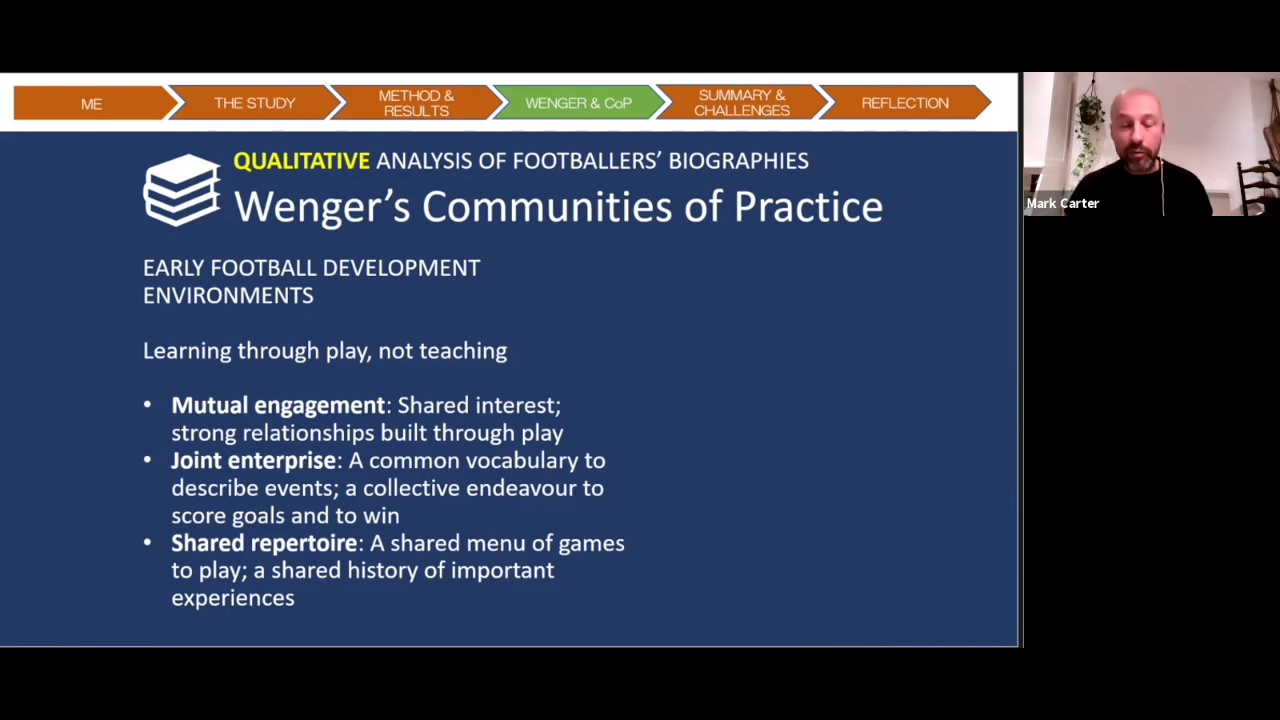 ME
THE STUDY
METHOD &
RESULTS
WENGER & CoP
SUMMARY &
CHALLENGES
REFLECTION
QUALITATIVE ANALYSIS OF FOOTBALLERS’ BIOGRAPHIES
Wenger’s Communities of Practice
EARLY FOOTBALL DEVELOPMENT
ENVIRONMENTS
Learning through play, not teaching
• Mutual engagement: Shared interest;
strong relationships built through play
• Joint enterprise: A common vocabulary to
describe events; a collective endeavour to
score goals and to win
• Shared repertoire: A shared menu of games
to play; a shared history of important
experiences
Mark Carter